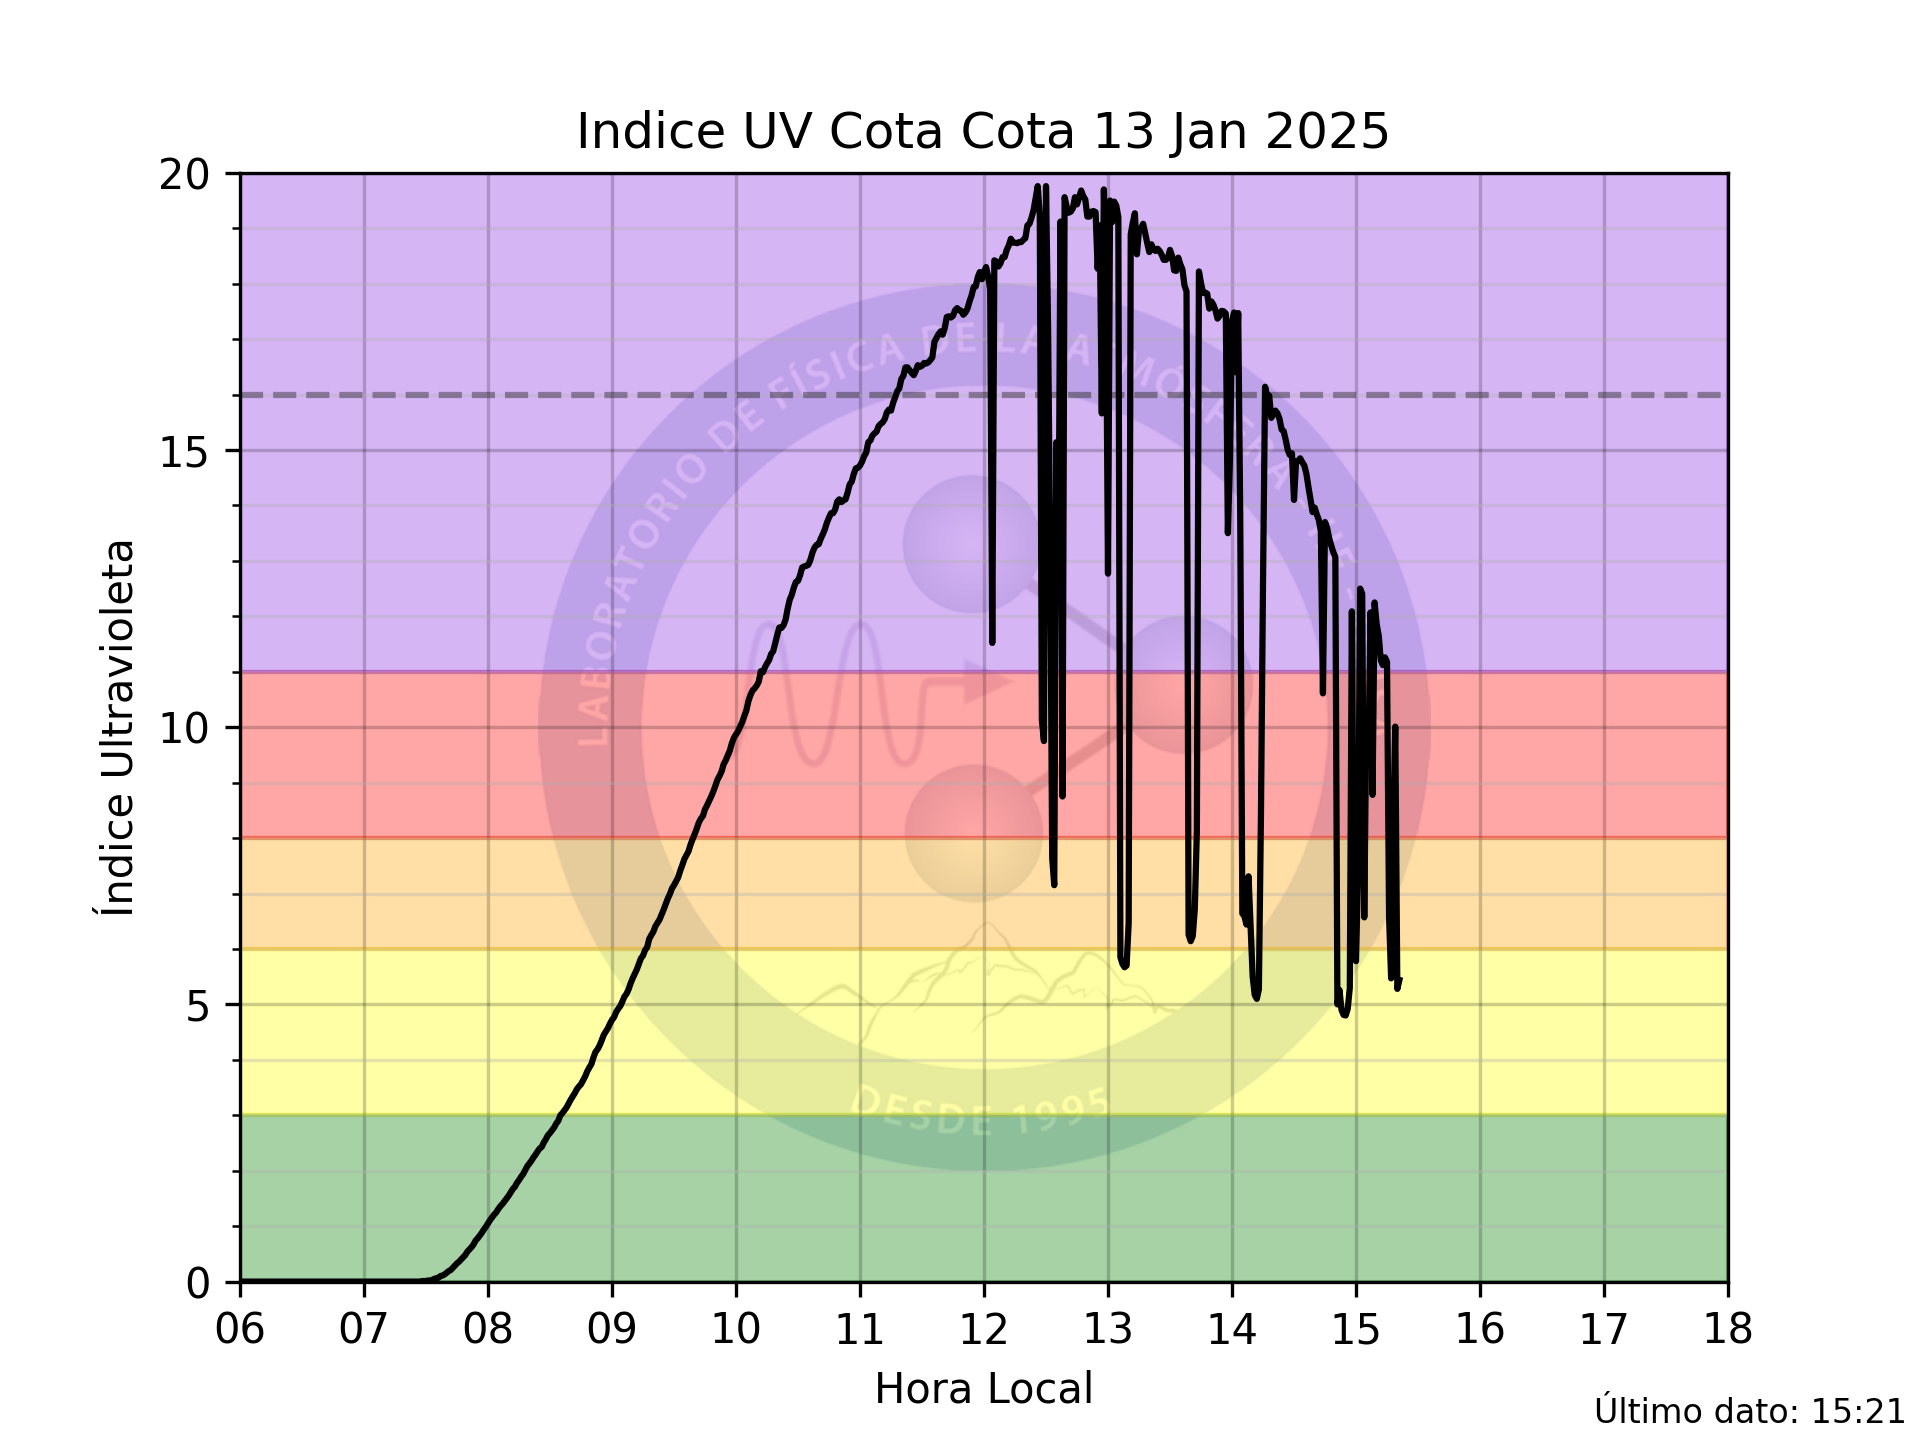 Indice UV Cota Cota 13 Jan 2025
20
15
10
5
0
Índice Ultravioleta
LABORATORIO DE FÍSICA DE LA ATMÓSFERA
DESDE 1995
06 07 08 09 10 11 12 13 14 15 16 17 18
Hora Local
Último dato: 15:21